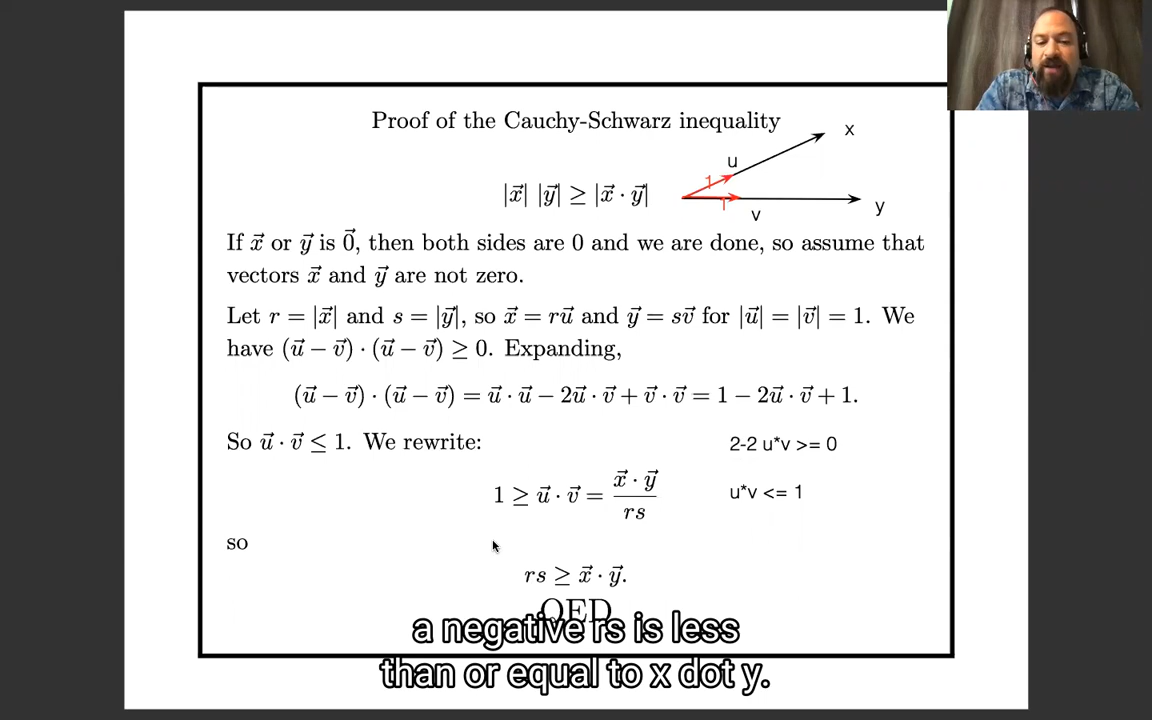 Proof of the Cauchy-Schwarz inequality
x
u
1
|x⃗| |y⃗| ≥ |x⃗ · y⃗|
1
v
y
If x⃗ or y⃗ is 0⃗, then both sides are 0 and we are done, so assume that
vectors x⃗ and y⃗ are not zero.
Let r = |x⃗| and s = |y⃗|, so x⃗ = ru⃗ and y⃗ = sv⃗ for |u⃗| = |v⃗| = 1. We
have (u⃗ − v⃗) · (u⃗ − v⃗) ≥ 0. Expanding,
(u⃗ − v⃗) · (u⃗ − v⃗) = u⃗ · u⃗ − 2u⃗ · v⃗ + v⃗ · v⃗ = 1 − 2u⃗ · v⃗ + 1.
So u⃗ · v⃗ ≤ 1. We rewrite:
2-2 u*v >= 0
1 ≥ u⃗ · v⃗ = x⃗ · y⃗ / rs
u*v <= 1
so
rs ≥ x⃗ · y⃗.
QED
a negative rs is less
than or equal to x dot y.